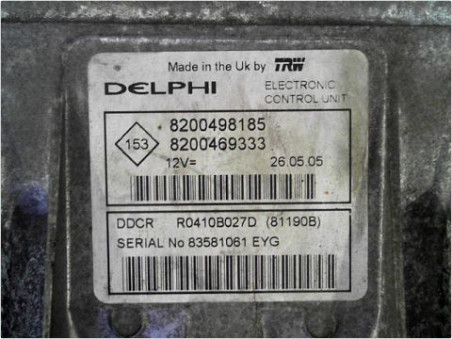 Made in the Uk by TRW
DELPHI
ELECTRONIC
CONTROL UNIT
153
8200498185
8200469333
12V=
26.05.05
DDCR R0410B027D (81190B)
SERIAL No 83581061 EYG